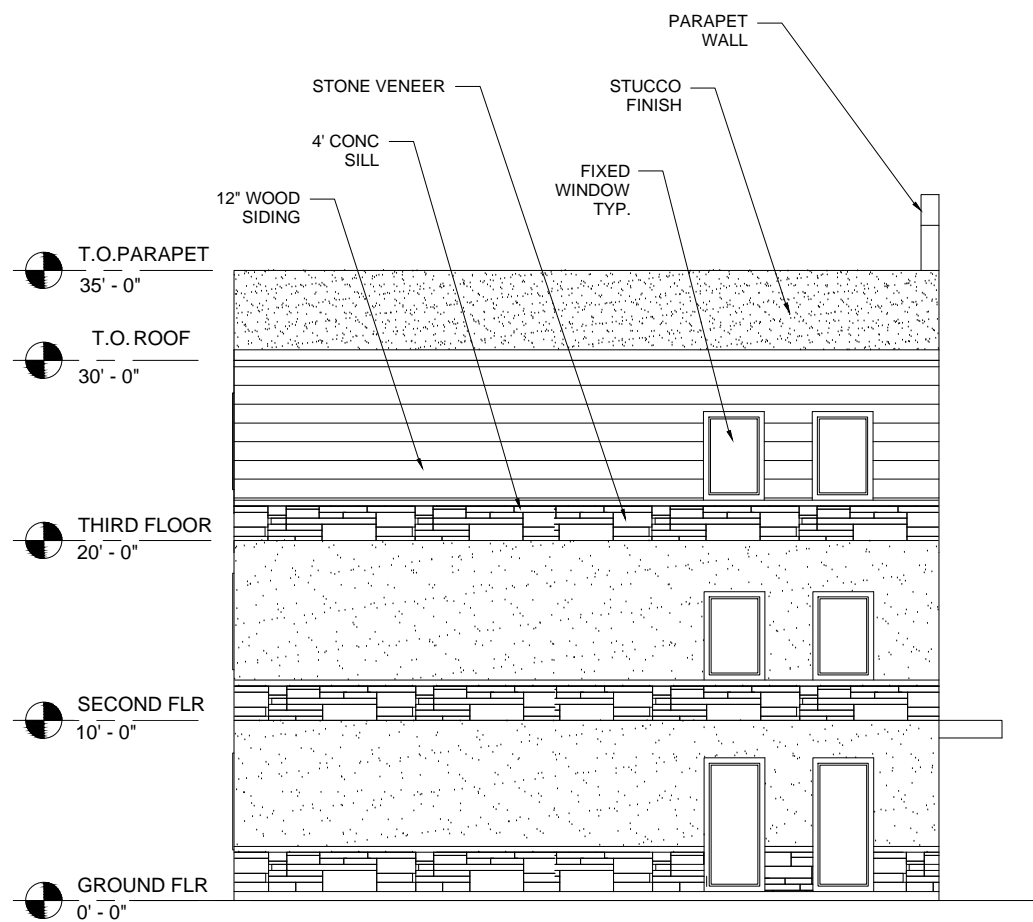 PARAPET
WALL
STONE VENEER
STUCCO
FINISH
4' CONC
SILL
FIXED
WINDOW
TYP.
12" WOOD
SIDING
T.O.PARAPET
35' - 0"
T.O. ROOF
30' - 0"
THIRD FLOOR
20' - 0"
SECOND FLR
10' - 0"
GROUND FLR
0' - 0"